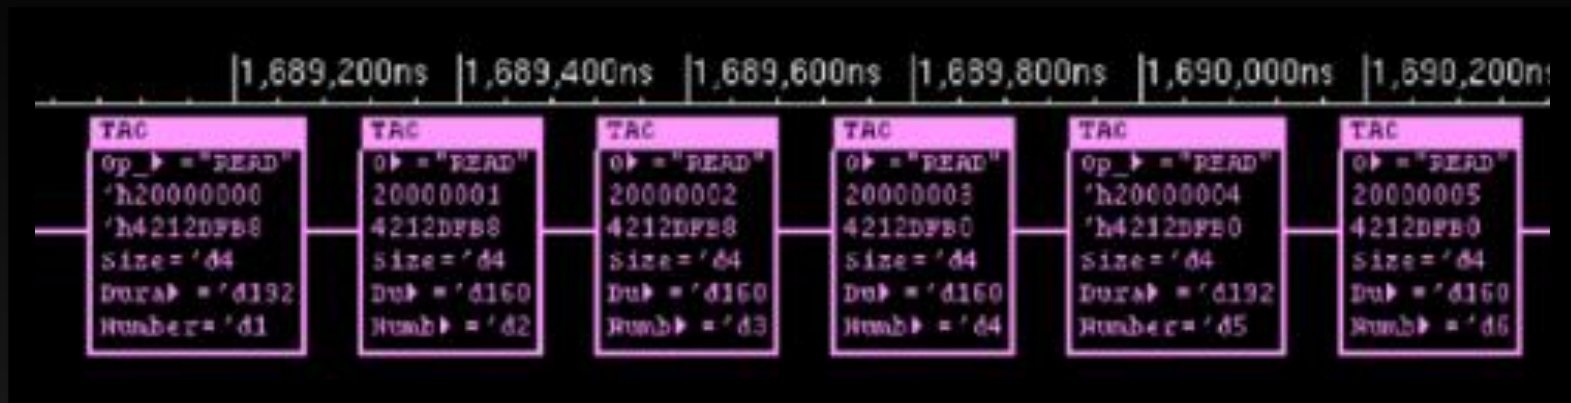 1,689,200ns 1,689,400ns 1,689,600ns 1,689,800ns 1,690,000ns 1,690,200ns
TAC
Op_▶ ="READ"
'h20000000
'h4212DFB8
Size='d4
Dura▶ ='d192
Number='d1
TAC
O▶ ="READ"
20000001
4212DFB8
Size='d4
Du▶ ='d160
Numb▶ ='d2
TAC
O▶ ="READ"
20000002
4212DFB8
Size='d4
Du▶ ='d160
Numb▶ ='d3
TAC
O▶ ="READ"
20000003
4212DFB0
Size='d4
Du▶ ='d160
Numb▶ ='d4
TAC
Op_▶ ="READ"
'h20000004
'h4212DFB0
Size='d4
Dura▶ ='d192
Number='d5
TAC
O▶ ="READ"
20000005
4212DFB0
Size='d4
Du▶ ='d160
Numb▶ ='d6